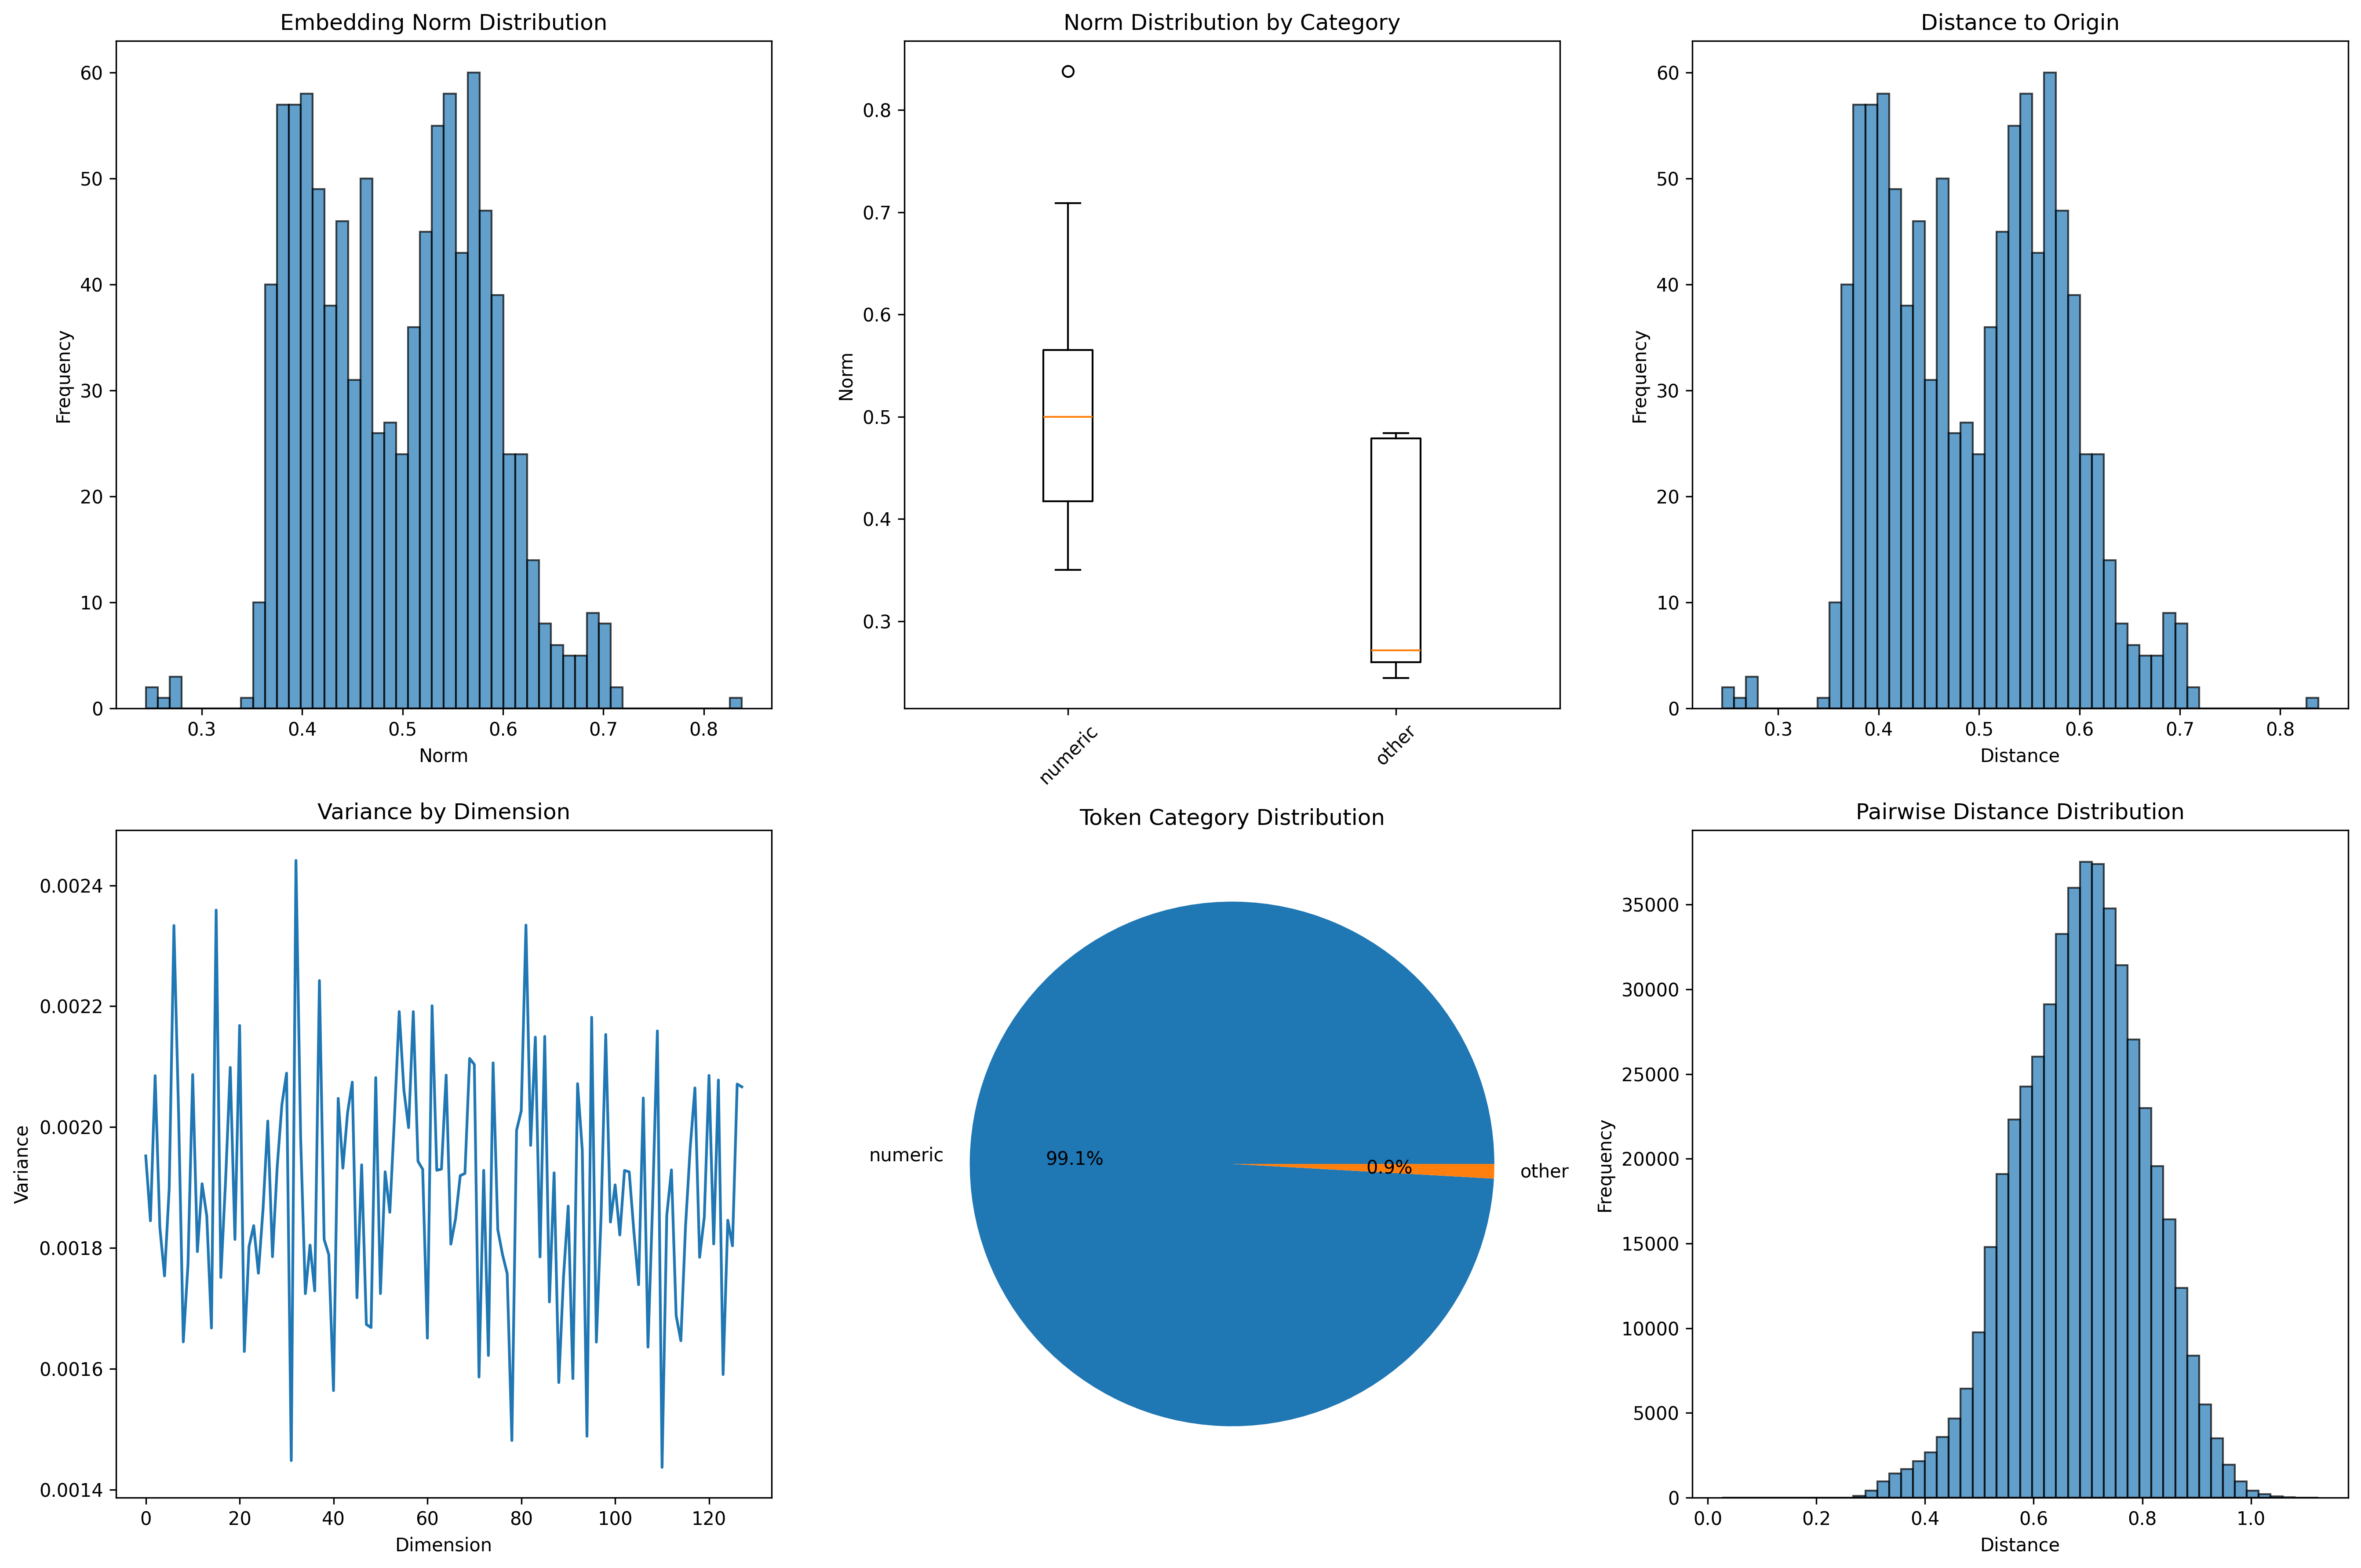 Embedding Norm Distribution
60
50
40
30
20
10
0
Frequency
0.3 0.4 0.5 0.6 0.7 0.8
Norm
Norm Distribution by Category
0.8
0.7
0.6
0.5
0.4
0.3
Norm
numeric
other
Distance to Origin
60
50
40
30
20
10
0
Frequency
0.3 0.4 0.5 0.6 0.7 0.8
Distance
Variance by Dimension
0.0024
0.0022
0.0020
0.0018
0.0016
0.0014
Variance
0 20 40 60 80 100 120
Dimension
Token Category Distribution
numeric
99.1%
0.9%
other
Pairwise Distance Distribution
35000
30000
25000
20000
15000
10000
5000
0
Frequency
0.0 0.2 0.4 0.6 0.8 1.0
Distance